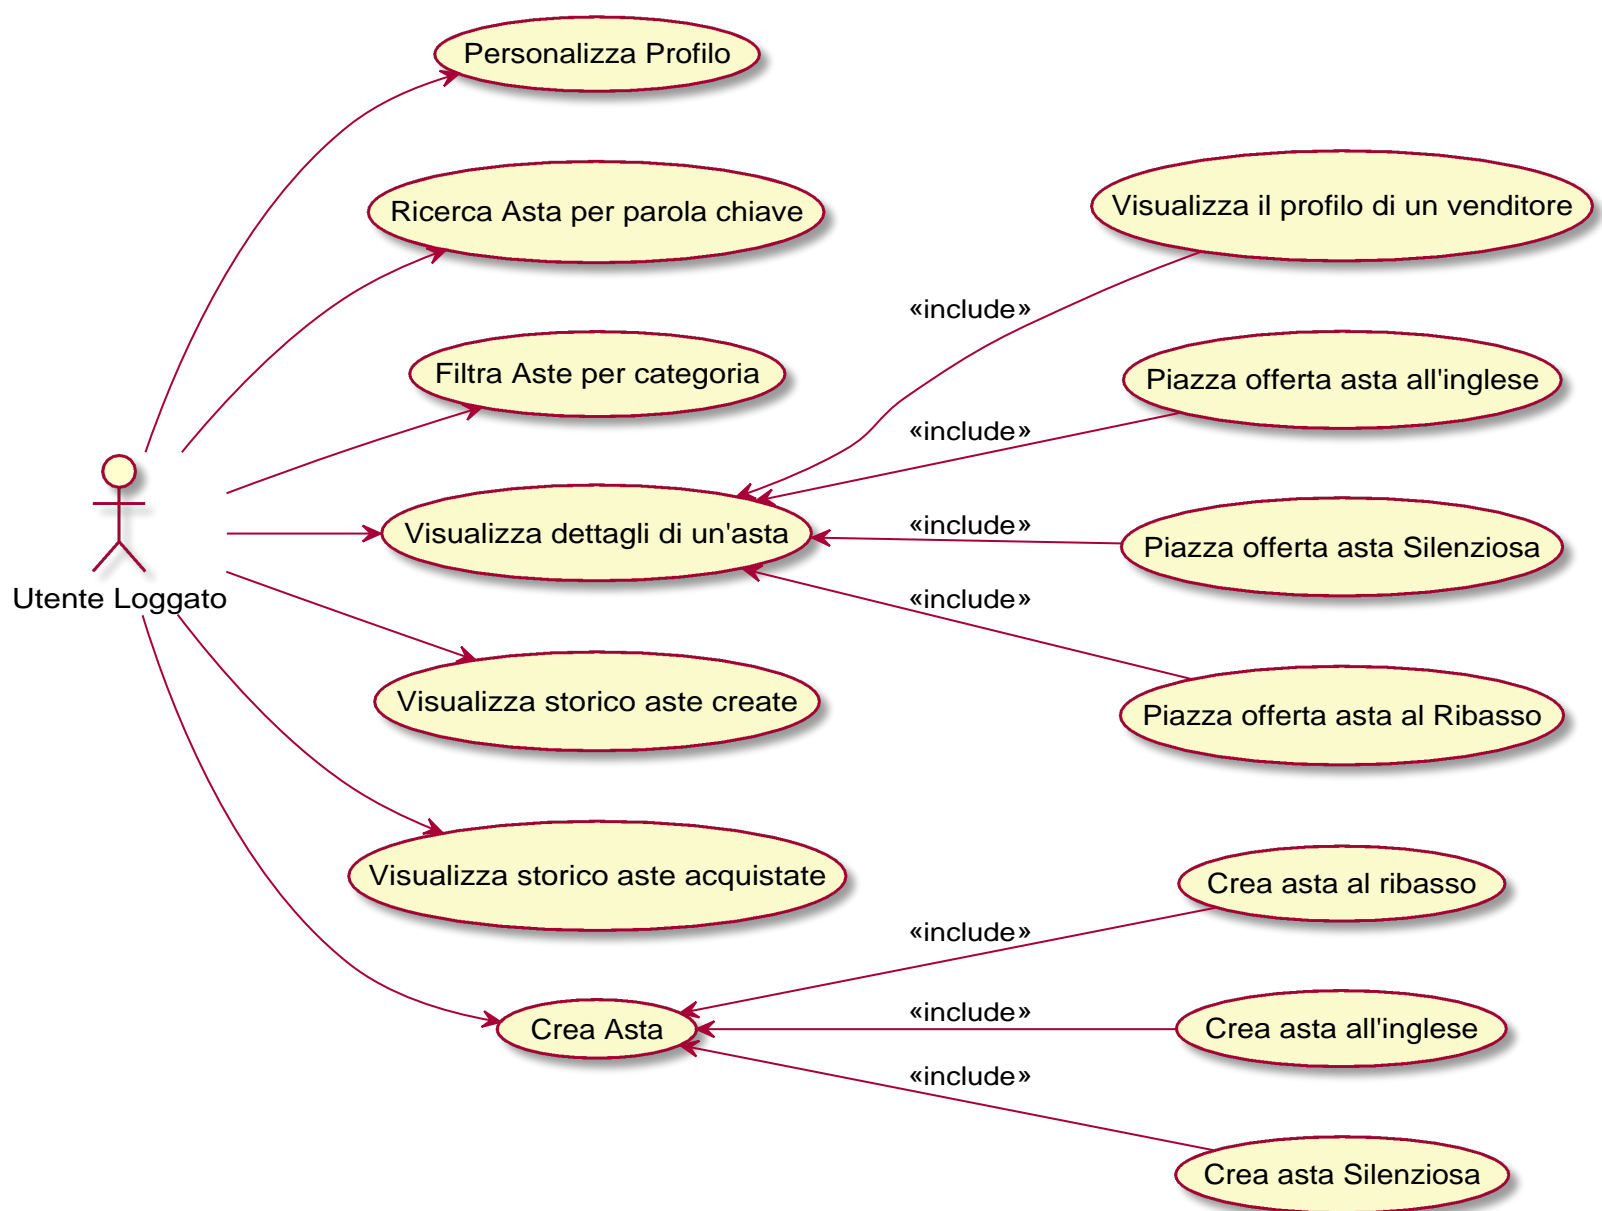 Personalizza Profilo
Ricerca Asta per parola chiave
Visualizza il profilo di un venditore
«include»
Filtra Aste per categoria
Piazza offerta asta all'inglese
«include»
Visualizza dettagli di un'asta
«include»
Piazza offerta asta Silenziosa
Utente Loggato
«include»
Visualizza storico aste create
Piazza offerta asta al Ribasso
Visualizza storico aste acquistate
Crea asta al ribasso
«include»
Crea Asta
«include»
Crea asta all'inglese
«include»
Crea asta Silenziosa